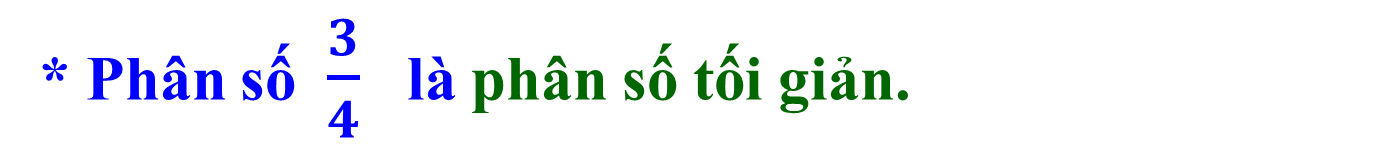 * Phân số 3/4 là phân số tối giản.